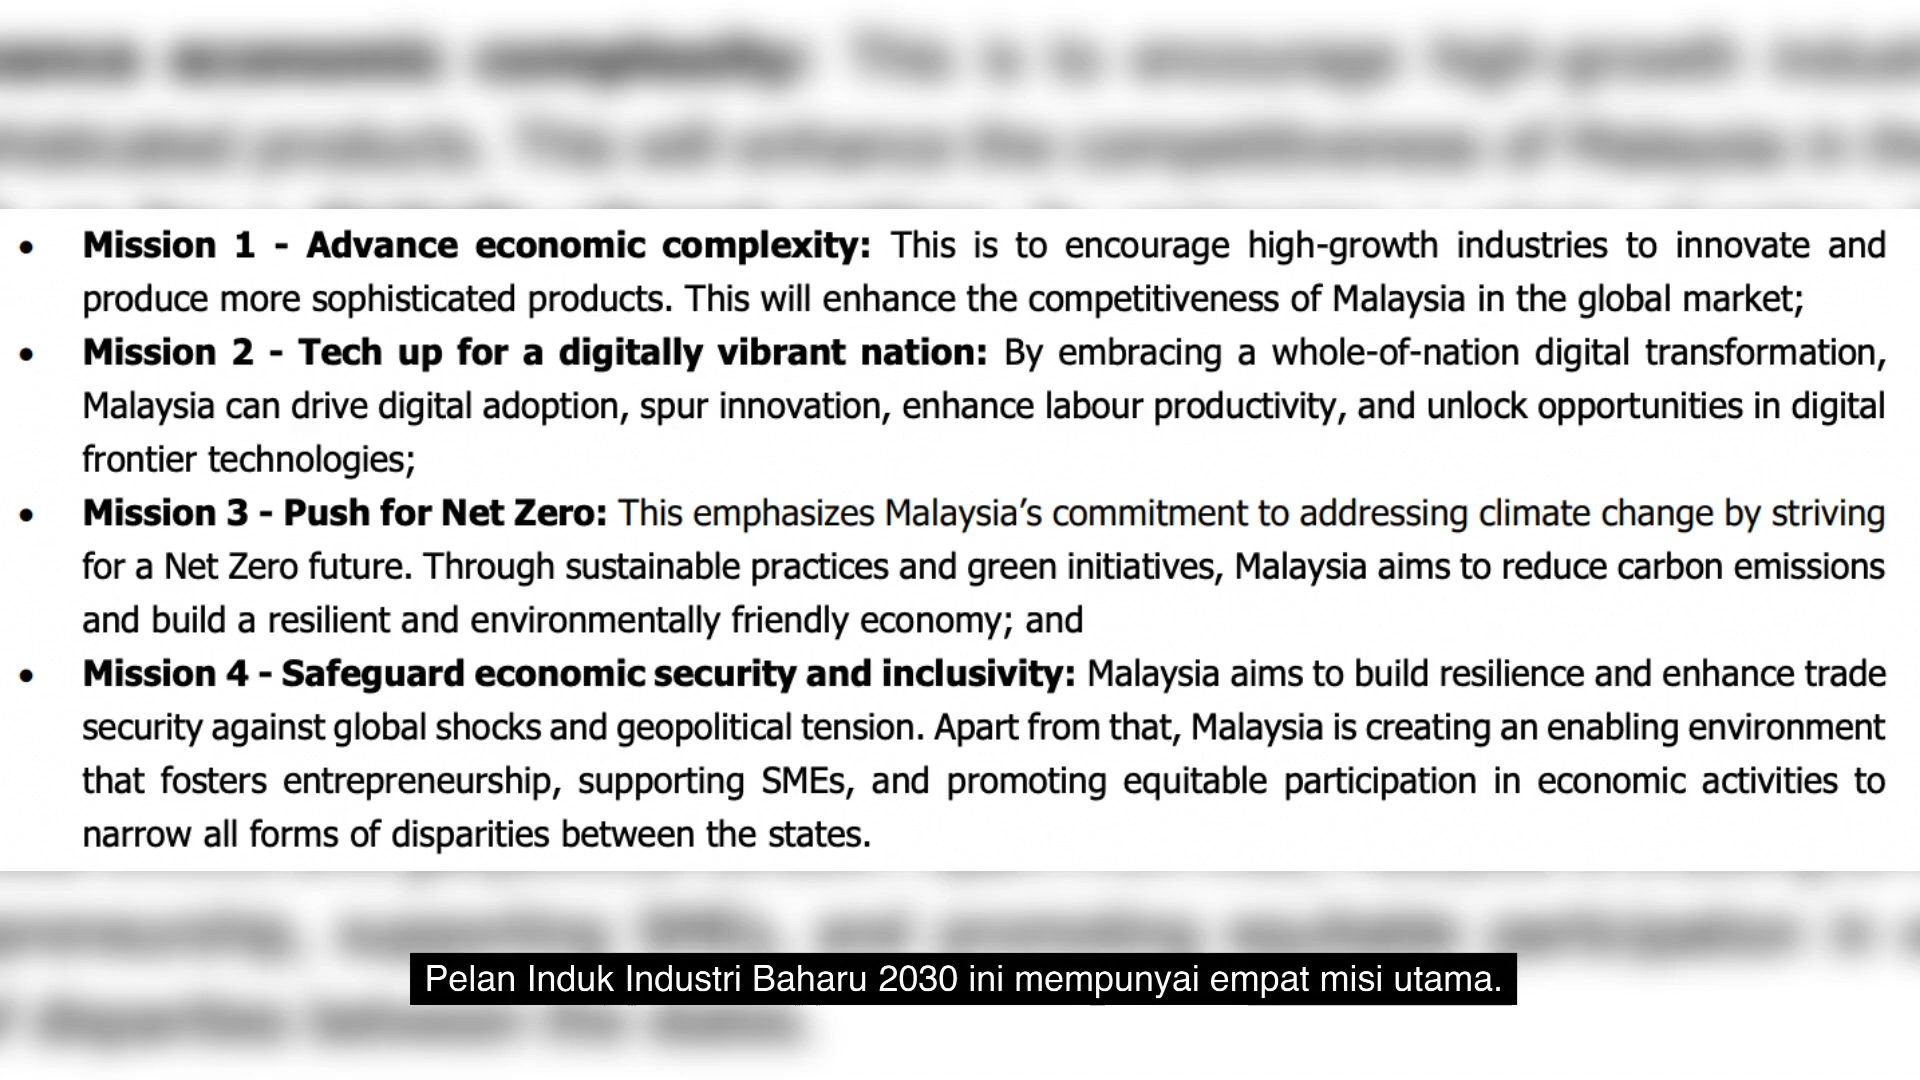 • Mission 1 - Advance economic complexity: This is to encourage high-growth industries to innovate and
produce more sophisticated products. This will enhance the competitiveness of Malaysia in the global market;
• Mission 2 - Tech up for a digitally vibrant nation: By embracing a whole-of-nation digital transformation,
Malaysia can drive digital adoption, spur innovation, enhance labour productivity, and unlock opportunities in digital
frontier technologies;
• Mission 3 - Push for Net Zero: This emphasizes Malaysia’s commitment to addressing climate change by striving
for a Net Zero future. Through sustainable practices and green initiatives, Malaysia aims to reduce carbon emissions
and build a resilient and environmentally friendly economy; and
• Mission 4 - Safeguard economic security and inclusivity: Malaysia aims to build resilience and enhance trade
security against global shocks and geopolitical tension. Apart from that, Malaysia is creating an enabling environment
that fosters entrepreneurship, supporting SMEs, and promoting equitable participation in economic activities to
narrow all forms of disparities between the states.
Pelan Induk Industri Baharu 2030 ini mempunyai empat misi utama.